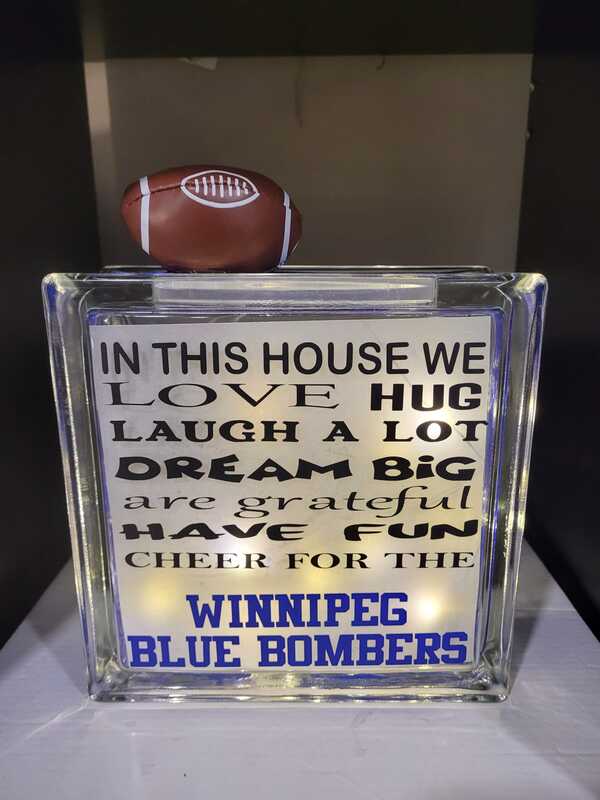 IN THIS HOUSE WE
LOVE HUG
LAUGH A LOT
DREAM BiG
are grateful
HAVE FUN
CHEER FOR THE
WINNIPEG
BLUE BOMBERS